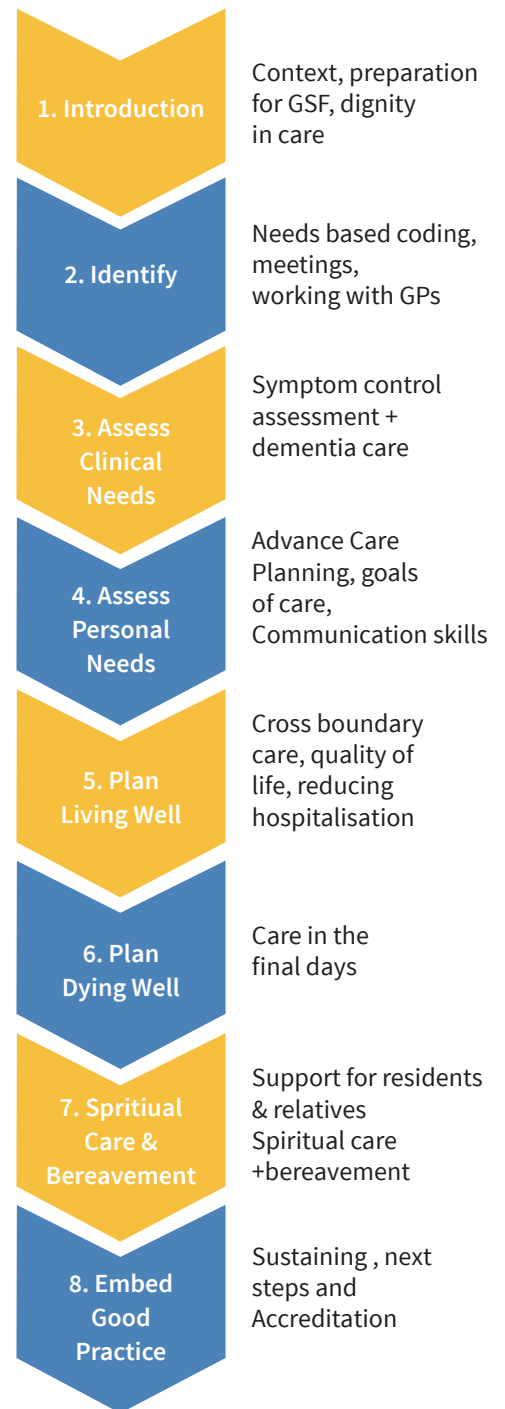 1. Introduction
Context, preparation
for GSF, dignity
in care
2. Identify
Needs based coding,
meetings,
working with GPs
3. Assess
Clinical
Needs
Symptom control
assessment +
dementia care
4. Assess
Personal
Needs
Advance Care
Planning, goals
of care,
Communication skills
5. Plan
Living Well
Cross boundary
care, quality of
life, reducing
hospitalisation
6. Plan
Dying Well
Care in the
final days
7. Spritiual
Care &
Bereavement
Support for residents
& relatives
Spiritual care
+bereavement
8. Embed
Good
Practice
Sustaining , next
steps and
Accreditation